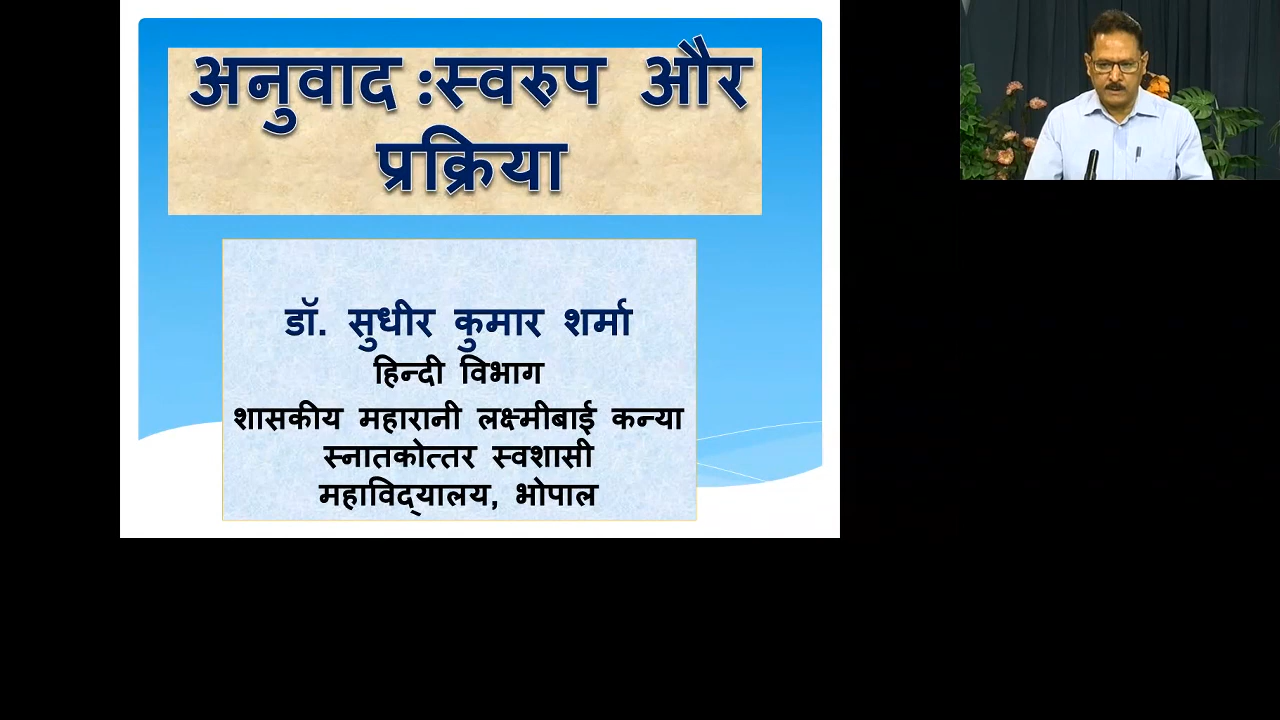 अनुवाद :स्वरुप और
प्रक्रिया
डॉ. सुधीर कुमार शर्मा
हिन्दी विभाग
शासकीय महारानी लक्ष्मीबाई कन्या
स्नातकोत्तर स्वशासी
महाविद्यालय, भोपाल